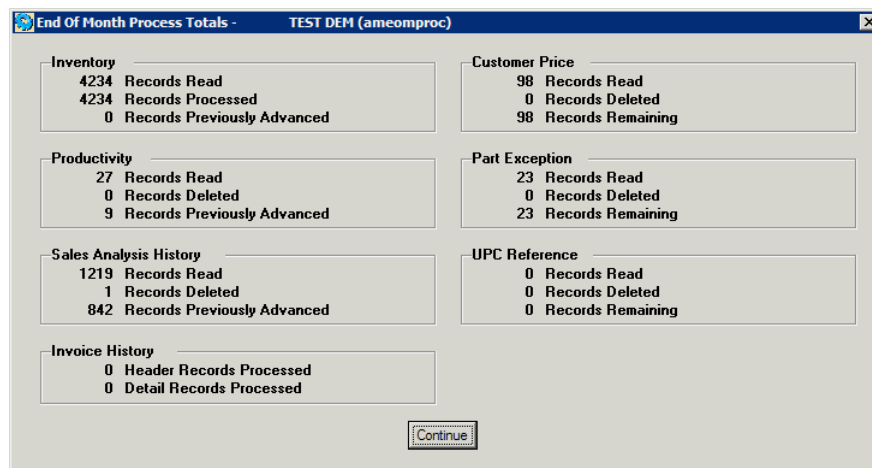 End Of Month Process Totals - TEST DEM (ameomproc)
Inventory
4234 Records Read
4234 Records Processed
0 Records Previously Advanced
Productivity
27 Records Read
0 Records Deleted
9 Records Previously Advanced
Sales Analysis History
1219 Records Read
1 Records Deleted
842 Records Previously Advanced
Invoice History
0 Header Records Processed
0 Detail Records Processed
Customer Price
98 Records Read
0 Records Deleted
98 Records Remaining
Part Exception
23 Records Read
0 Records Deleted
23 Records Remaining
UPC Reference
0 Records Read
0 Records Deleted
0 Records Remaining
Continue